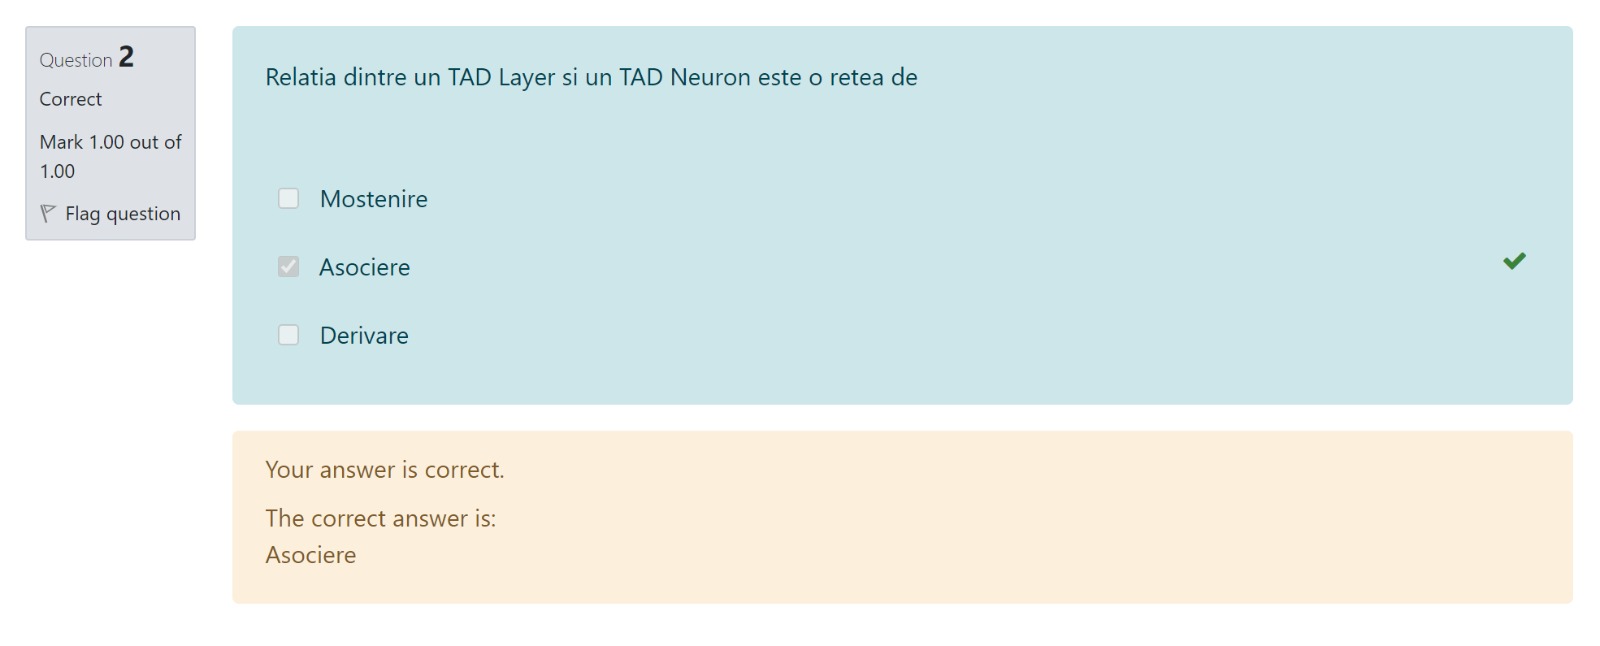 Question 2
Correct
Mark 1.00 out of
1.00
Flag question
Relatia dintre un TAD Layer si un TAD Neuron este o retea de
Mostenire
Asociere
Derivare
Your answer is correct.
The correct answer is:
Asociere